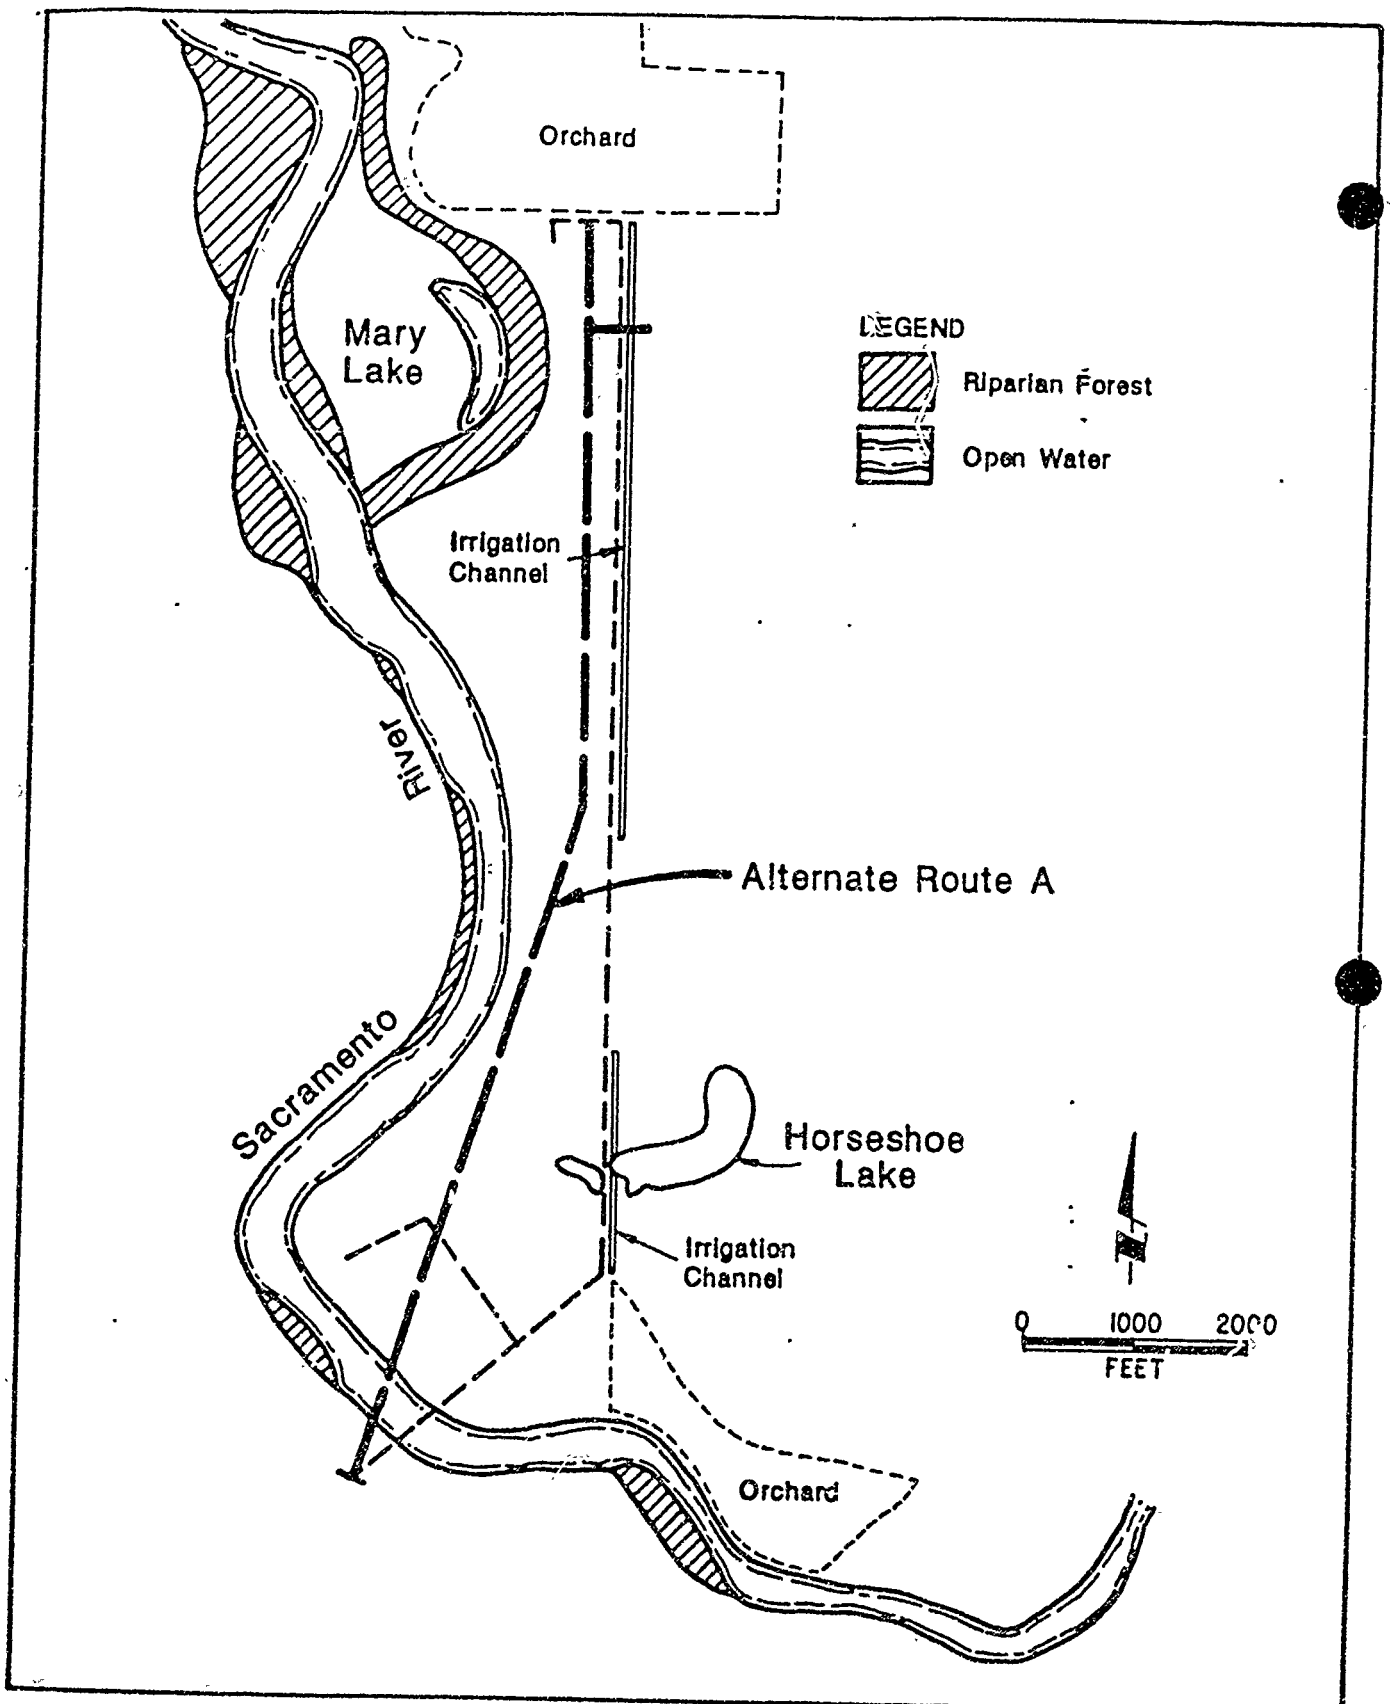 Orchard
Mary
Lake
LEGEND
Riparian Forest
Open Water
Irrigation
Channel
River
Alternate Route A
Sacramento
Horseshoe
Lake
Irrigation
Channel
N
0 1000 2000
FEET
Orchard